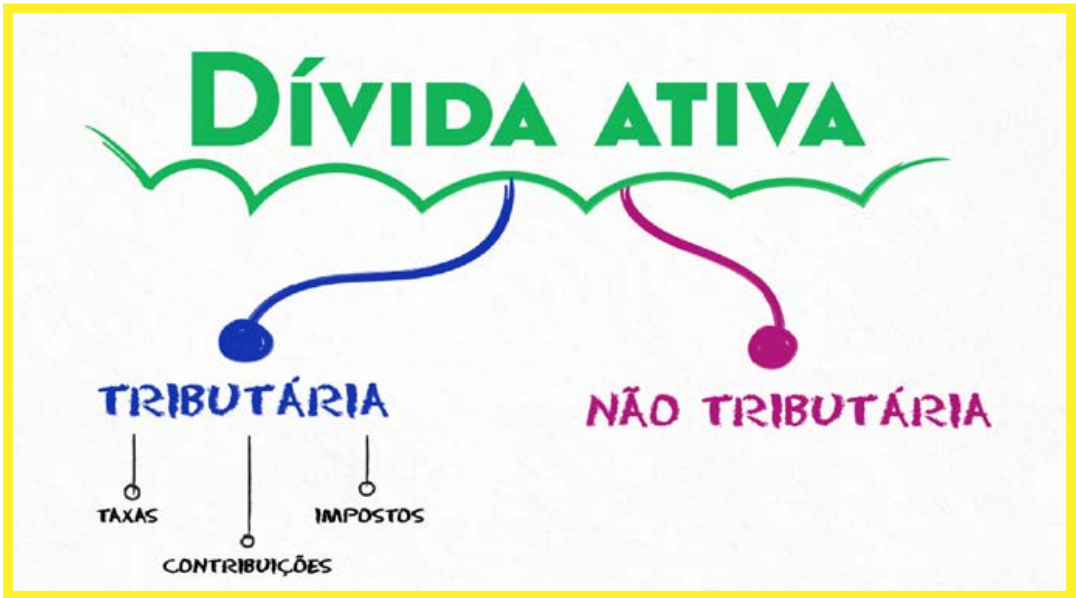 DÍVIDA ATIVA
TRIBUTÁRIA
NÃO TRIBUTÁRIA
TAXAS
CONTRIBUIÇÕES
IMPOSTOS